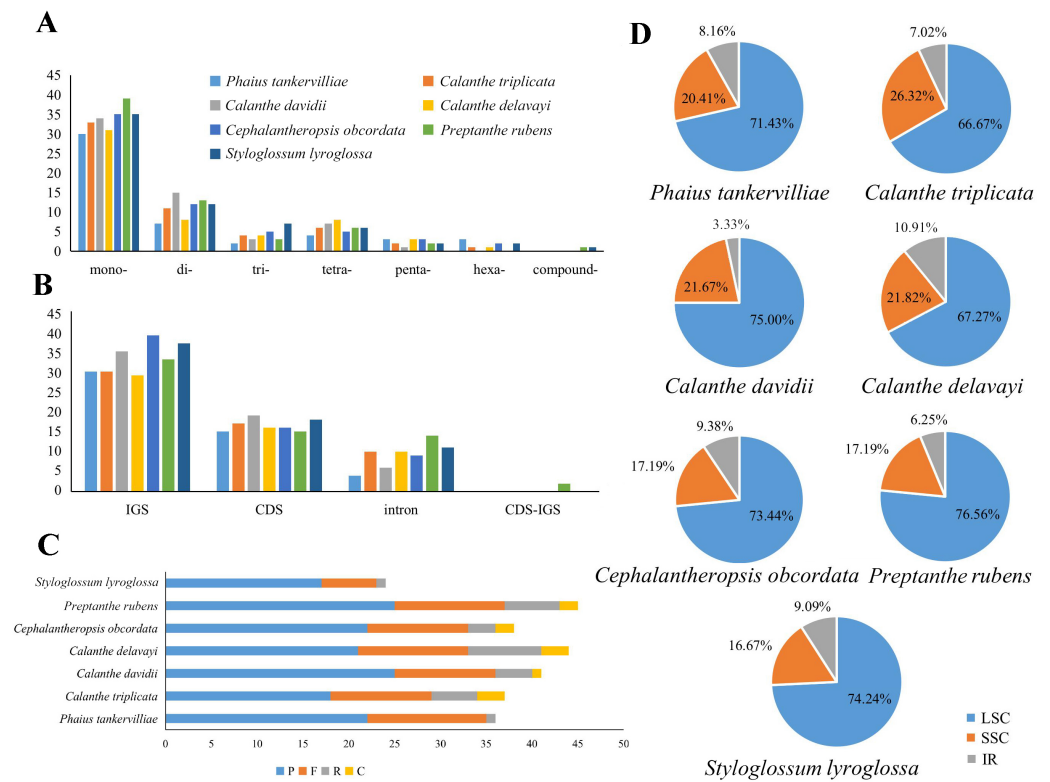 A
45
40
35
30
25
20
15
10
5
0
Phaius tankervilliae
Calanthe triplicata
Calanthe davidii
Calanthe delavayi
Cephalantheropsis obcordata
Preptanthe rubens
Styloglossum lyroglossa
mono- di- tri- tetra- penta- hexa- compound-
B
45
40
35
30
25
20
15
10
5
0
IGS CDS intron CDS-IGS
C
Styloglossum lyroglossa
Preptanthe rubens
Cephalantheropsis obcordata
Calanthe delavayi
Calanthe davidii
Calanthe triplicata
Phaius tankervilliae
0 5 10 15 20 25 30 35 40 45 50
P F R C
D
8.16%
20.41%
71.43%
Phaius tankervilliae
7.02%
26.32%
66.67%
Calanthe triplicata
3.33%
21.67%
75.00%
Calanthe davidii
10.91%
21.82%
67.27%
Calanthe delavayi
9.38%
17.19%
73.44%
Cephalantheropsis obcordata
6.25%
17.19%
76.56%
Preptanthe rubens
9.09%
16.67%
74.24%
Styloglossum lyroglossa
LSC
SSC
IR